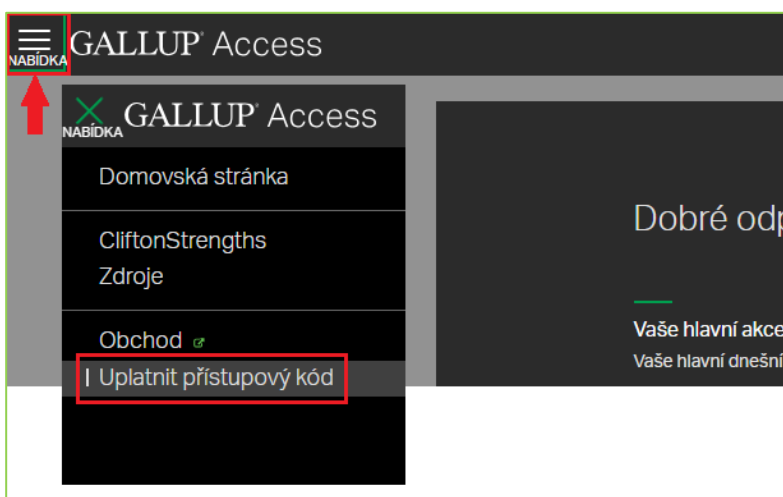 GALLUP® Access
NABÍDKA
GALLUP® Access
NABÍDKA
Domovská stránka
CliftonStrengths
Zdroje
Obchod
Uplatnit přístupový kód
Dobré
Vaše hlavní akce
Vaše hlavní dnešní